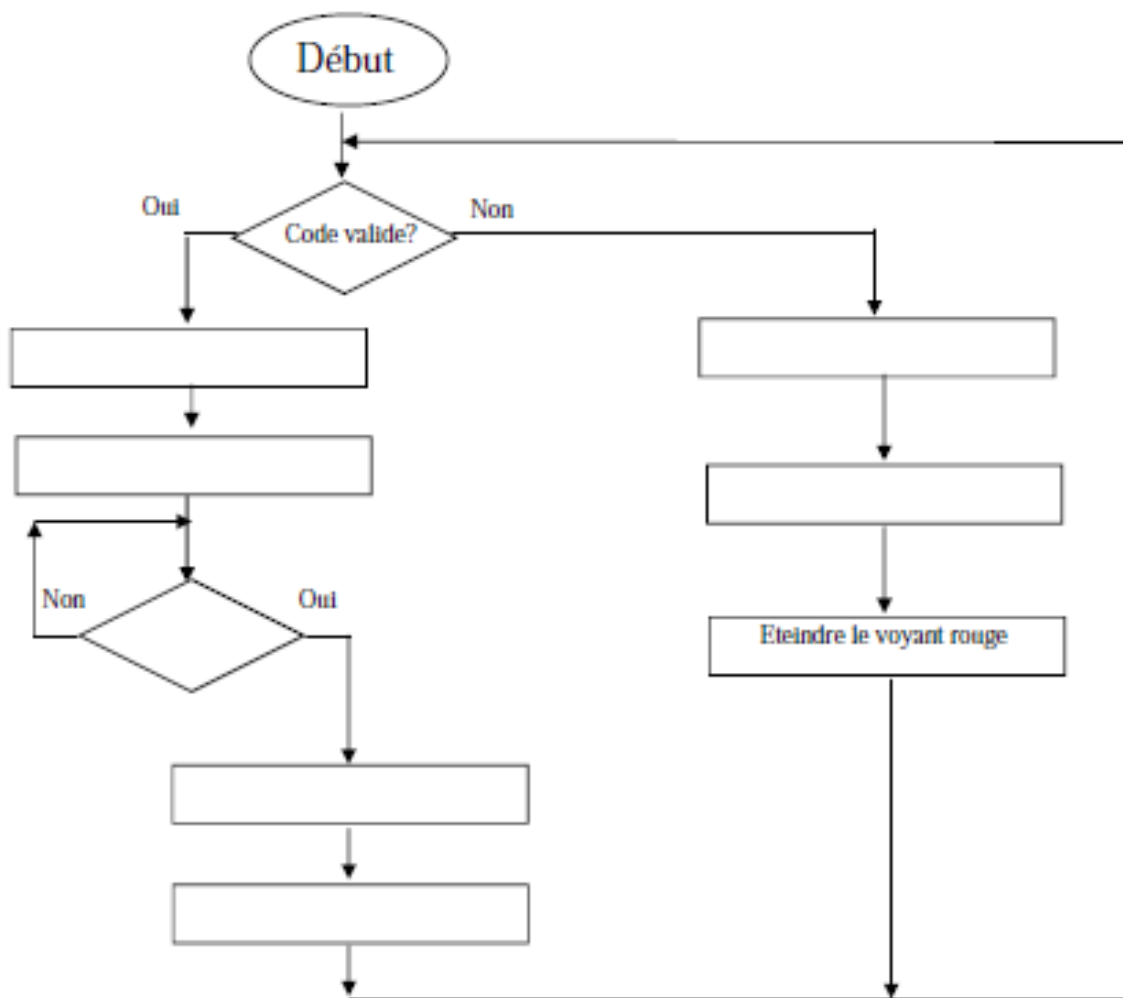 Début
Oui
Non
Code valide?
Non
Oui
Eteindre le voyant rouge